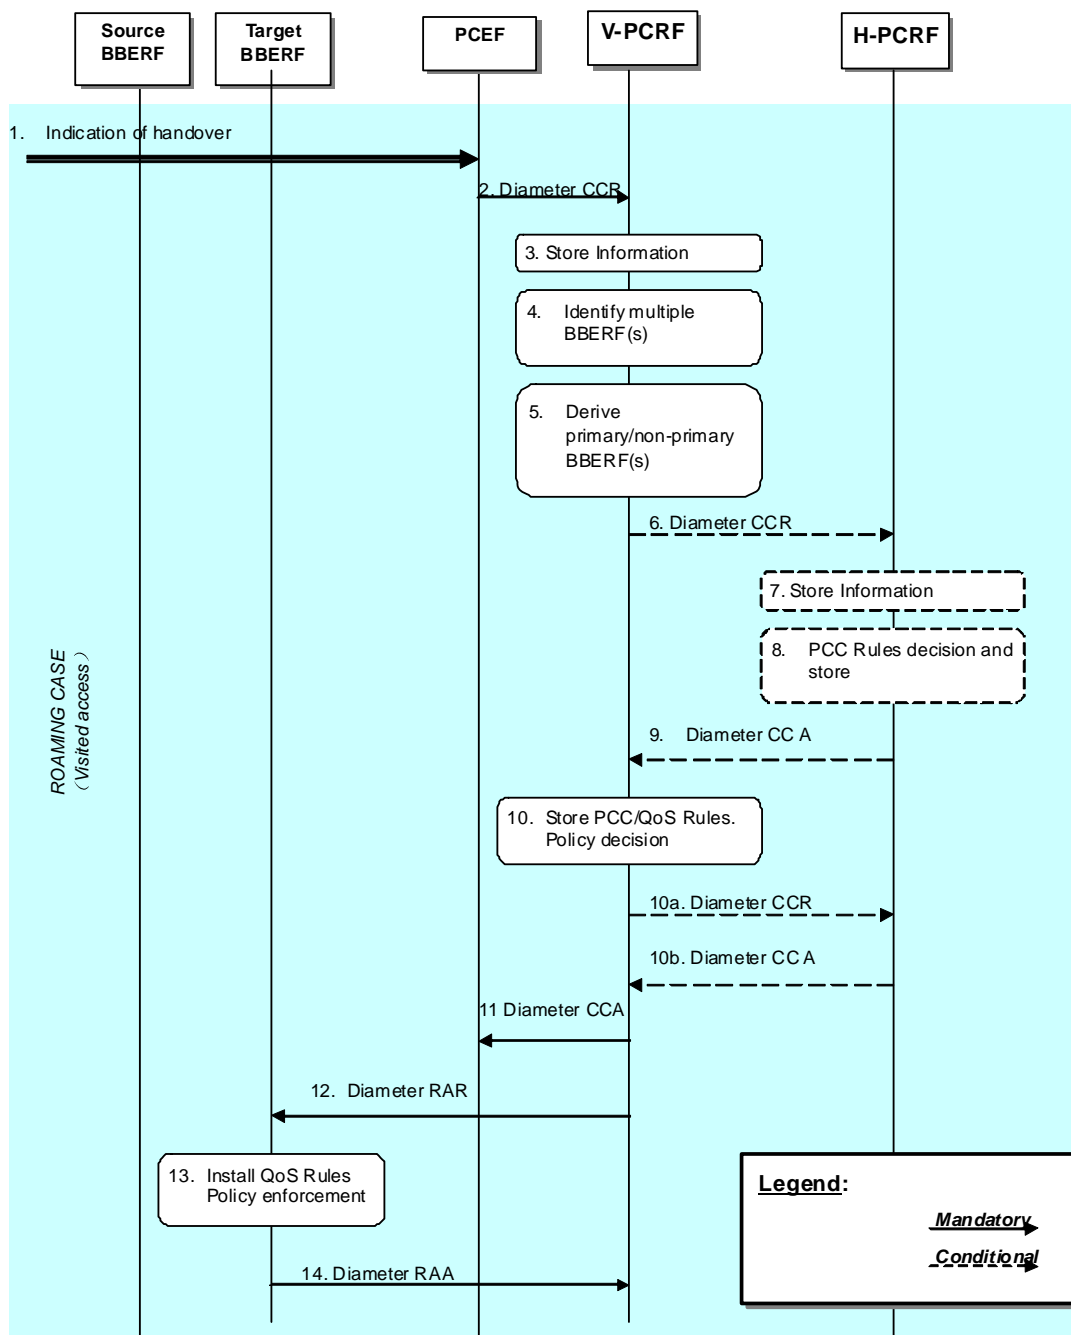 Source
BBERF
Target
BBERF
PCEF
V-PCRF
H-PCRF
1. Indication of handover
2. Diameter CCR
3. Store Information
4. Identify multiple
BBERF(s)
5. Derive
primary/non-primary
BBERF(s)
6. Diameter CCR
7. Store Information
8. PCC Rules decision and
store
9. Diameter CCA
ROAMING CASE
(Visited access)
10. Store PCC/QoS Rules.
Policy decision
10a. Diameter CCR
10b. Diameter CCA
11 Diameter CCA
12. Diameter RAR
13. Install QoS Rules
Policy enforcement
14. Diameter RAA
Legend:
Mandatory
Conditional